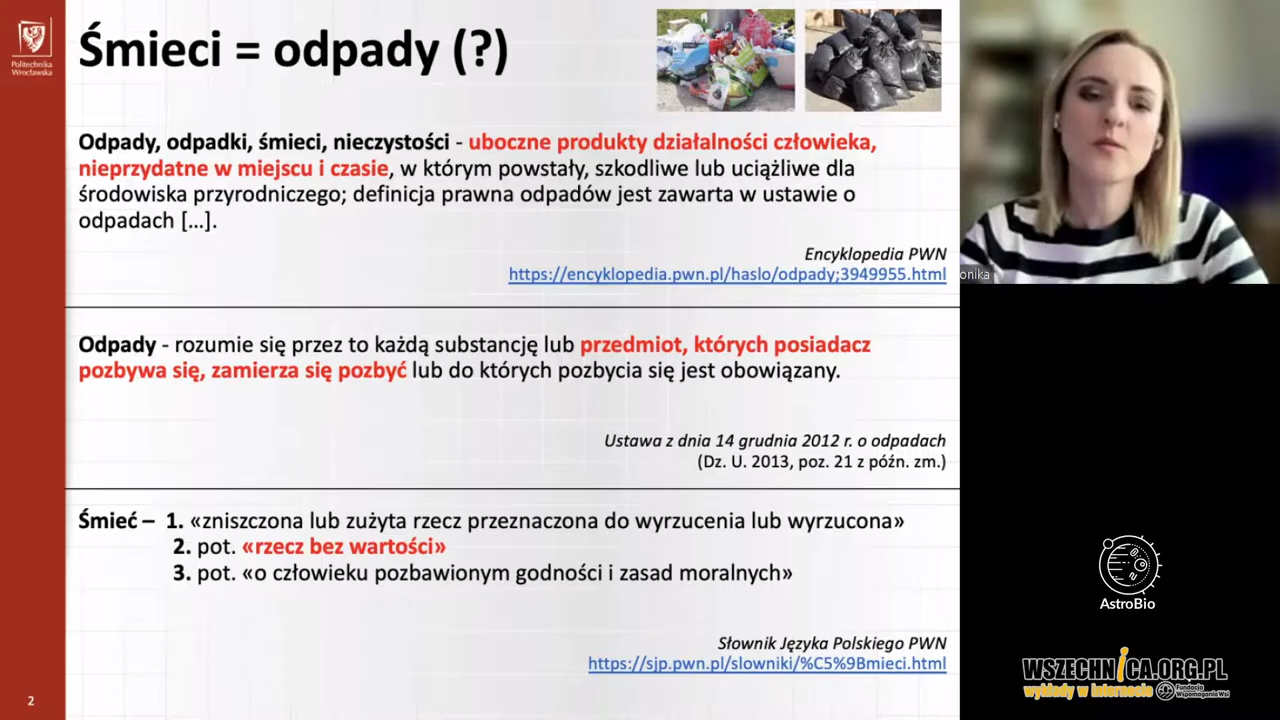 Politechnika
Wrocławska
Śmieci = odpady (?)
Odpady, odpadki, śmieci, nieczystości - uboczne produkty działalności człowieka,
nieprzydatne w miejscu i czasie, w którym powstały, szkodliwe lub uciążliwe dla
środowiska przyrodniczego; definicja prawna odpadów jest zawarta w ustawie o
odpadach [...].
Encyklopedia PWN
https://encyklopedia.pwn.pl/haslo/odpady;3949955.html
Odpady - rozumie się przez to każdą substancję lub przedmiot, których posiadacz
pozbywa się, zamierza się pozbyć lub do których pozbycia się jest obowiązany.
Ustawa z dnia 14 grudnia 2012 r. o odpadach
(Dz. U. 2013, poz. 21 z późn. zm.)
Śmieć – 1. «zniszczona lub zużyta rzecz przeznaczona do wyrzucenia lub wyrzucona»
2. pot. «rzecz bez wartości»
3. pot. «o człowieku pozbawionym godności i zasad moralnych»
Słownik Języka Polskiego PWN
https://sjp.pwn.pl/slowniki/%C5%9Bmieci.html
2
onika
AstroBio
WSZECHNICA.ORG.PL
wykłady w internecie
Fundacja
Wspomagania Wsi